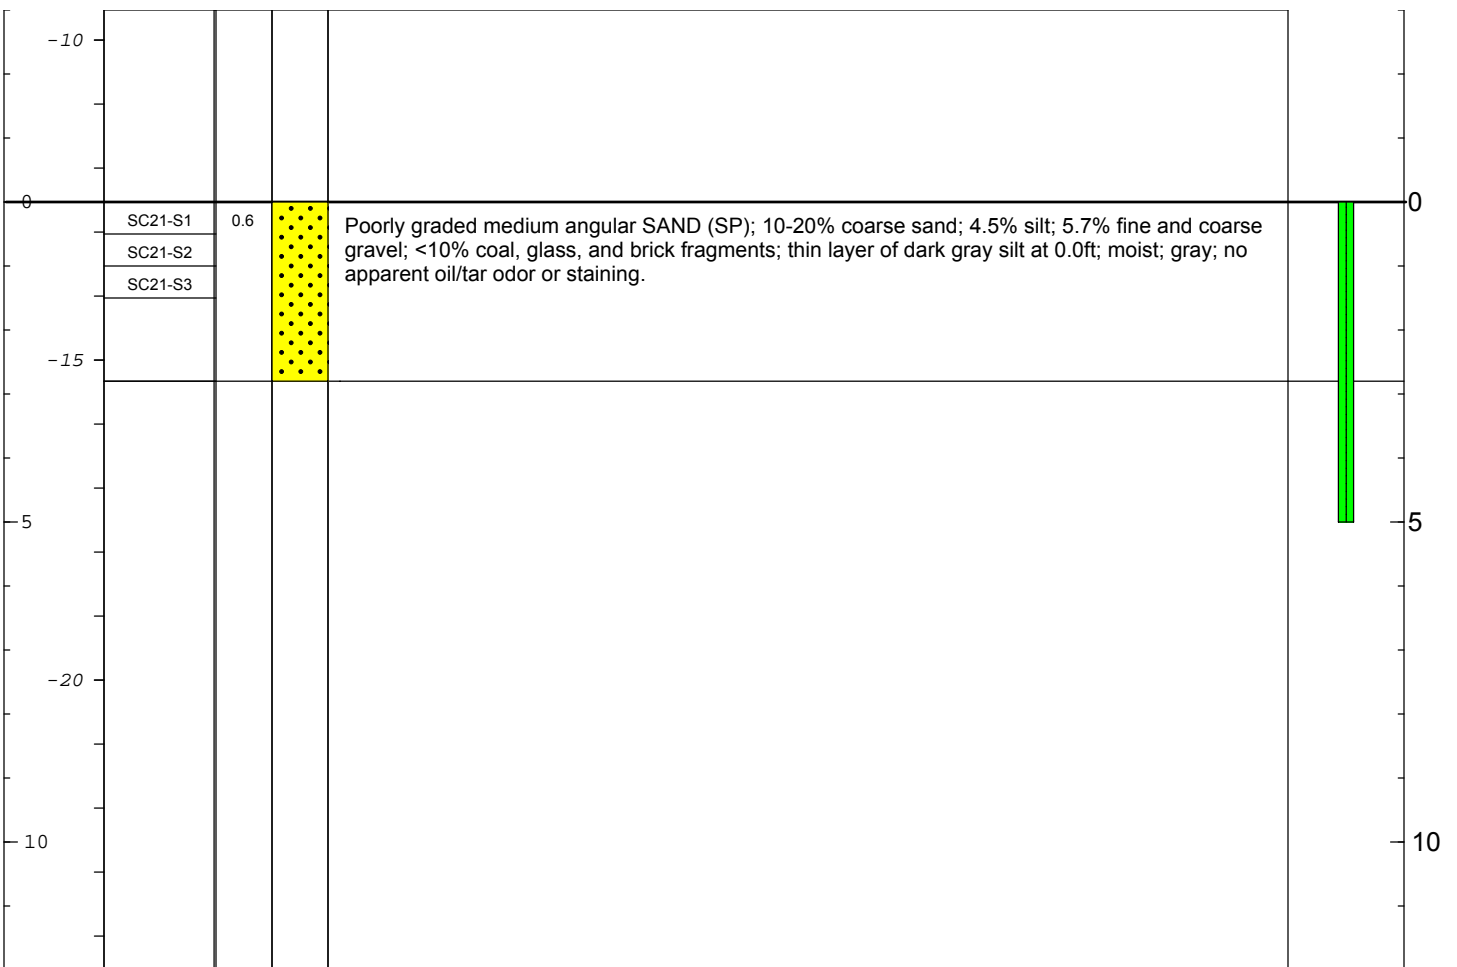 -10
0
0
SC21-S1
0.6
Poorly graded medium angular SAND (SP); 10-20% coarse sand; 4.5% silt; 5.7% fine and coarse
gravel; <10% coal, glass, and brick fragments; thin layer of dark gray silt at 0.0ft; moist; gray; no
apparent oil/tar odor or staining.
SC21-S2
SC21-S3
-15
5
5
-20
10
10